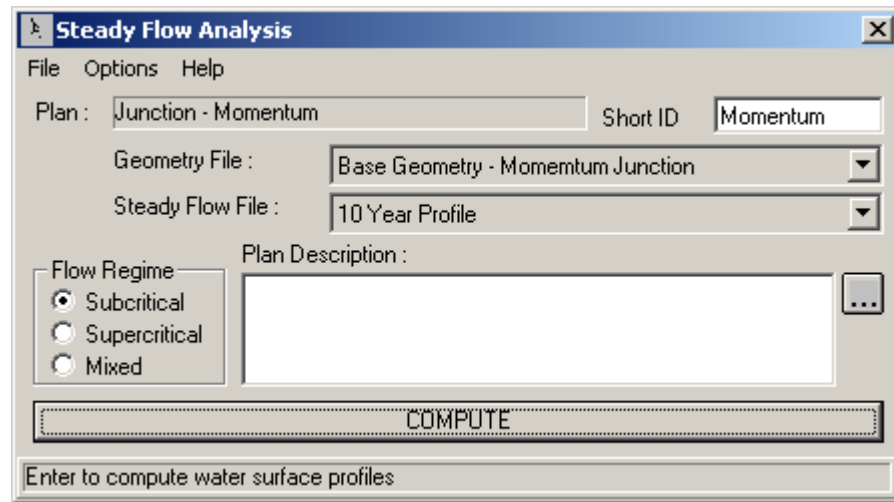 Steady Flow Analysis
File Options Help
Plan : Junction - Momentum Short ID Momentum
Geometry File : Base Geometry - Momemtum Junction
Steady Flow File : 10 Year Profile
Plan Description :
Flow Regime
Subcritical
Supercritical
Mixed
...
COMPUTE
Enter to compute water surface profiles